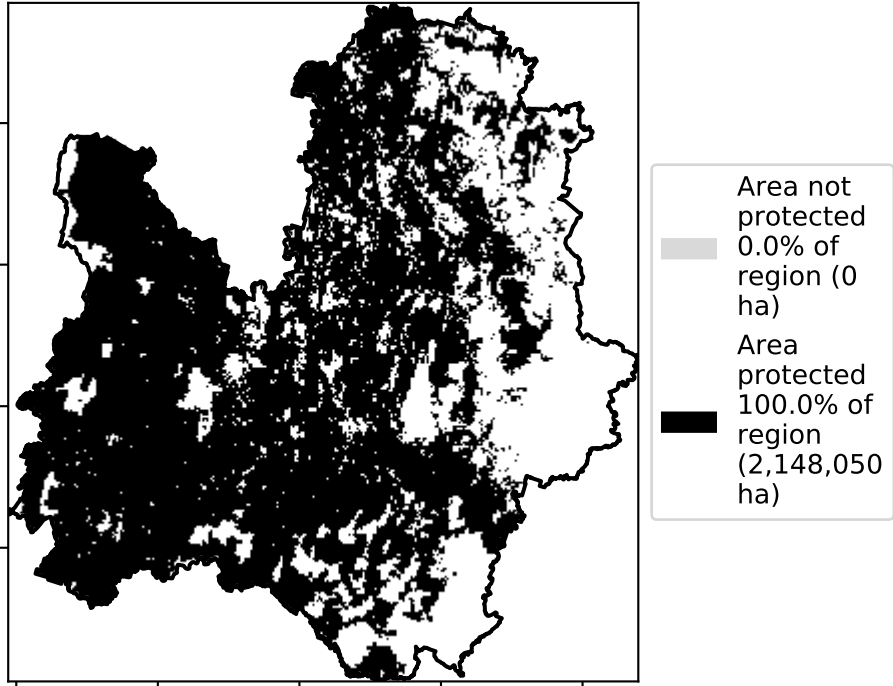 Area not
protected
0.0% of
region (0
ha)
Area
protected
100.0% of
region
(2,148,050
ha)